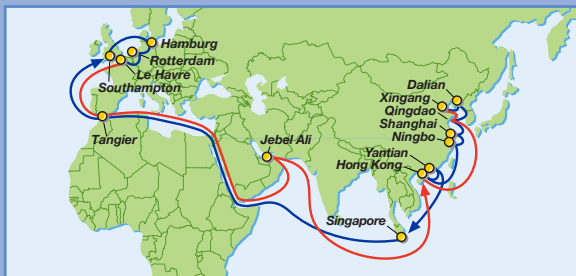 Hamburg
Rotterdam
Le Havre
Southampton
Tangier
Jebel Ali
Dalian
Xingang
Qingdao
Shanghai
Ningbo
Yantian
Hong Kong
Singapore